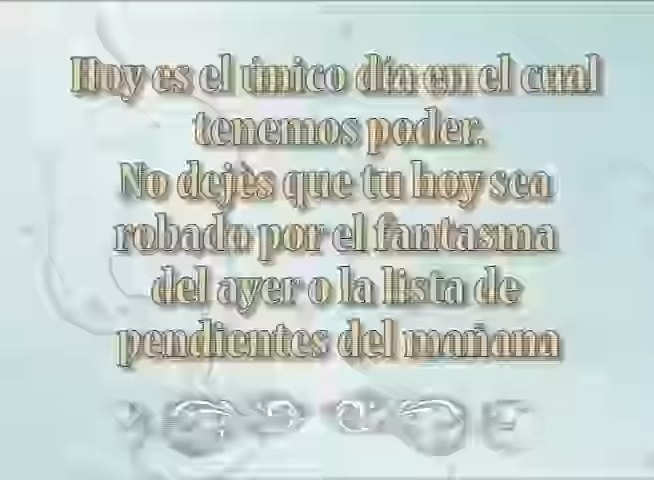 Hoy es el único día en el cual
tenemos poder.
No dejès que tu hoy sea
robado por el fantasma
del ayer o la lista de
pendientes del mañana